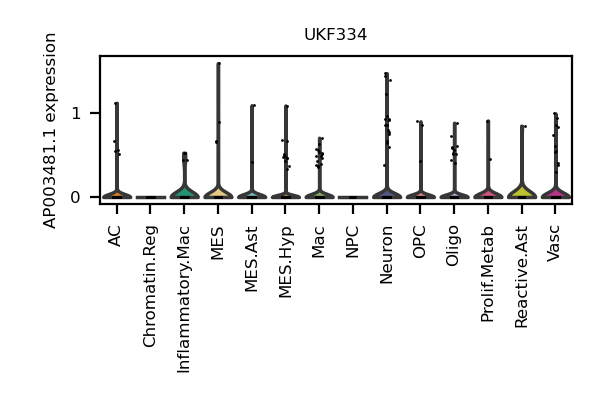 UKF334
AP003481.1 expression
1
0
AC
Chromatin.Reg
Inflammatory.Mac
MES
MES.Ast
MES.Hyp
Mac
NPC
Neuron
OPC
Oligo
Prolif.Metab
Reactive.Ast
Vasc